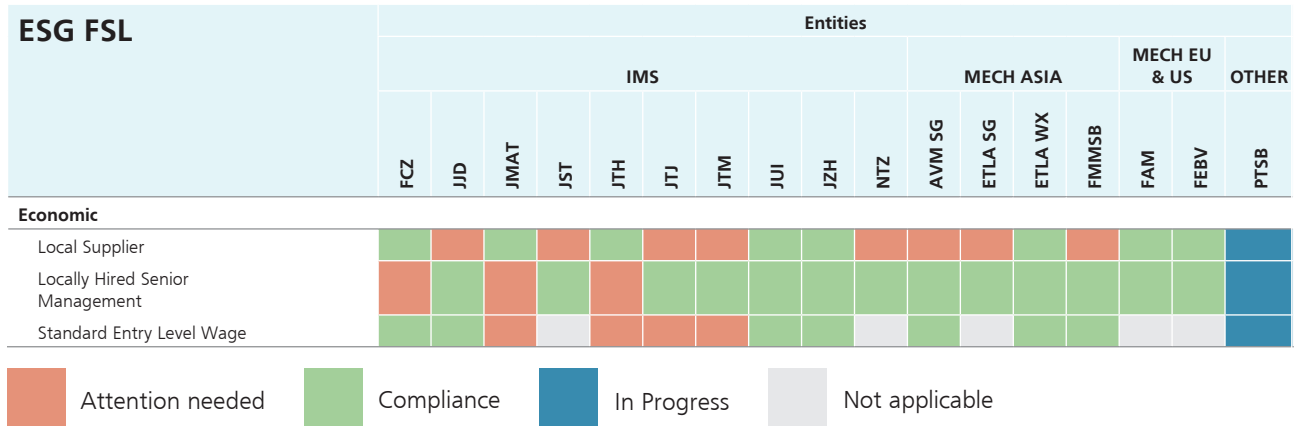 ESG FSL
Entities
IMS
MECH ASIA
MECH EU
& US
OTHER
FCZ
JJD
JMAT
JST
JTH
JTJ
JTM
JUI
JZH
NTZ
AVM SG
ETLA SG
ETLA WX
FMMSB
FAM
FEBV
PTSB
Economic
Local Supplier
Locally Hired Senior
Management
Standard Entry Level Wage
Attention needed
Compliance
In Progress
Not applicable